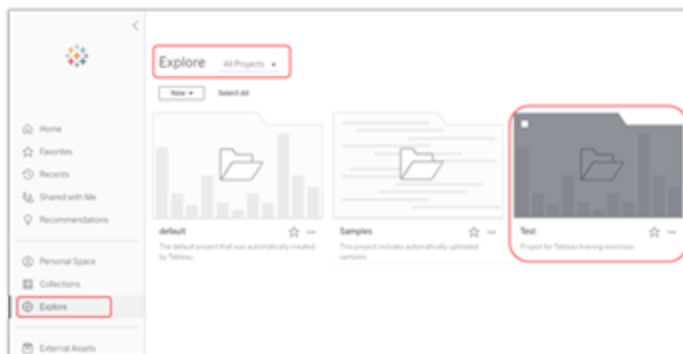 Explore All Projects
New Select All
Home
Favorites
Recents
Shared with Me
Recommendations
Personal Space
Collections
Explore
External Assets
default
The default project that was automatically created
by Tableau.
Samples
This project includes automatically uploaded
samples.
Test
Project for Tableau training exercises.